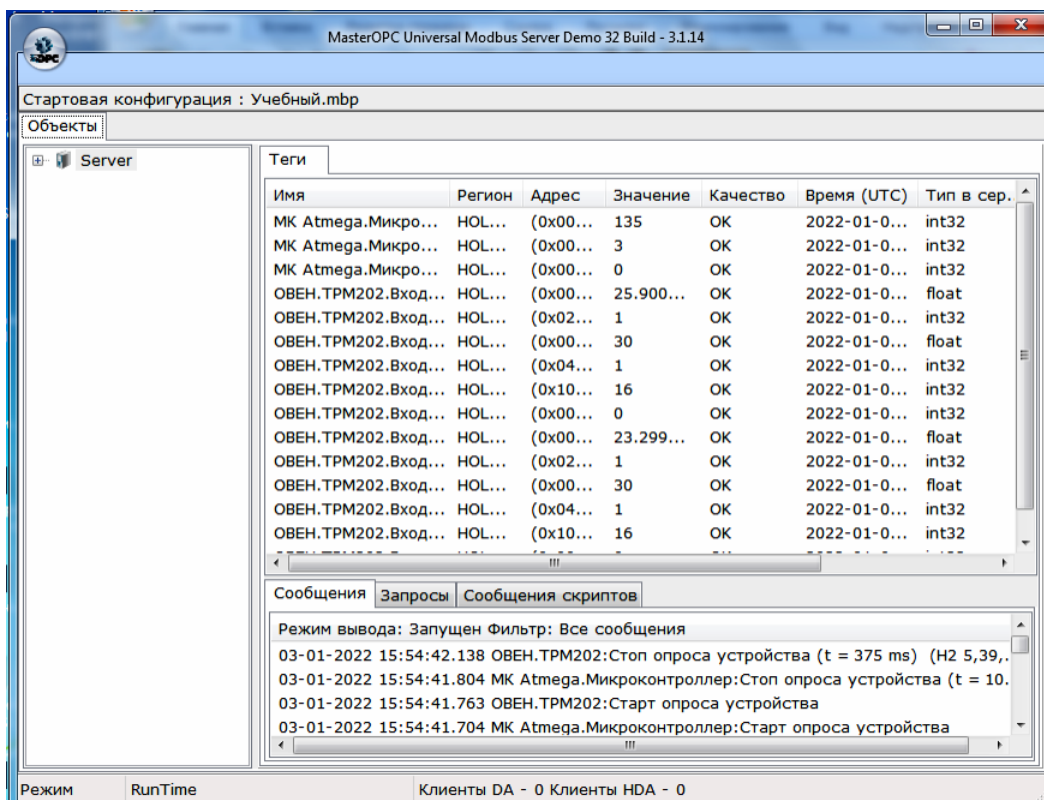 MasterOPC Universal Modbus Server Demo 32 Build - 3.1.14
Стартовая конфигурация : Учебный.mbp
Объекты
Server
Теги
Имя Регион Адрес Значение Качество Время (UTC) Тип в сер.
МК Atmega.Микро... HOL... (0x00... 135 OK 2022-01-0... int32
МК Atmega.Микро... HOL... (0x00... 3 OK 2022-01-0... int32
МК Atmega.Микро... HOL... (0x00... 0 OK 2022-01-0... int32
ОВЕН.ТРМ202.Вход... HOL... (0x00... 25.900... OK 2022-01-0... float
ОВЕН.ТРМ202.Вход... HOL... (0x02... 1 OK 2022-01-0... int32
ОВЕН.ТРМ202.Вход... HOL... (0x00... 30 OK 2022-01-0... float
ОВЕН.ТРМ202.Вход... HOL... (0x04... 1 OK 2022-01-0... int32
ОВЕН.ТРМ202.Вход... HOL... (0x10... 16 OK 2022-01-0... int32
ОВЕН.ТРМ202.Вход... HOL... (0x00... 0 OK 2022-01-0... int32
ОВЕН.ТРМ202.Вход... HOL... (0x00... 23.299... OK 2022-01-0... float
ОВЕН.ТРМ202.Вход... HOL... (0x02... 1 OK 2022-01-0... int32
ОВЕН.ТРМ202.Вход... HOL... (0x00... 30 OK 2022-01-0... float
ОВЕН.ТРМ202.Вход... HOL... (0x04... 1 OK 2022-01-0... int32
ОВЕН.ТРМ202.Вход... HOL... (0x10... 16 OK 2022-01-0... int32
Сообщения Запросы Сообщения скриптов
Режим вывода: Запущен Фильтр: Все сообщения
03-01-2022 15:54:42.138 ОВЕН.ТРМ202:Стоп опроса устройства (t = 375 ms) (H2 5,39,.
03-01-2022 15:54:41.804 МК Atmega.Микроконтроллер:Стоп опроса устройства (t = 10.
03-01-2022 15:54:41.763 ОВЕН.ТРМ202:Старт опроса устройства
03-01-2022 15:54:41.704 МК Atmega.Микроконтроллер:Старт опроса устройства
Режим RunTime Клиенты DA - 0 Клиенты HDA - 0